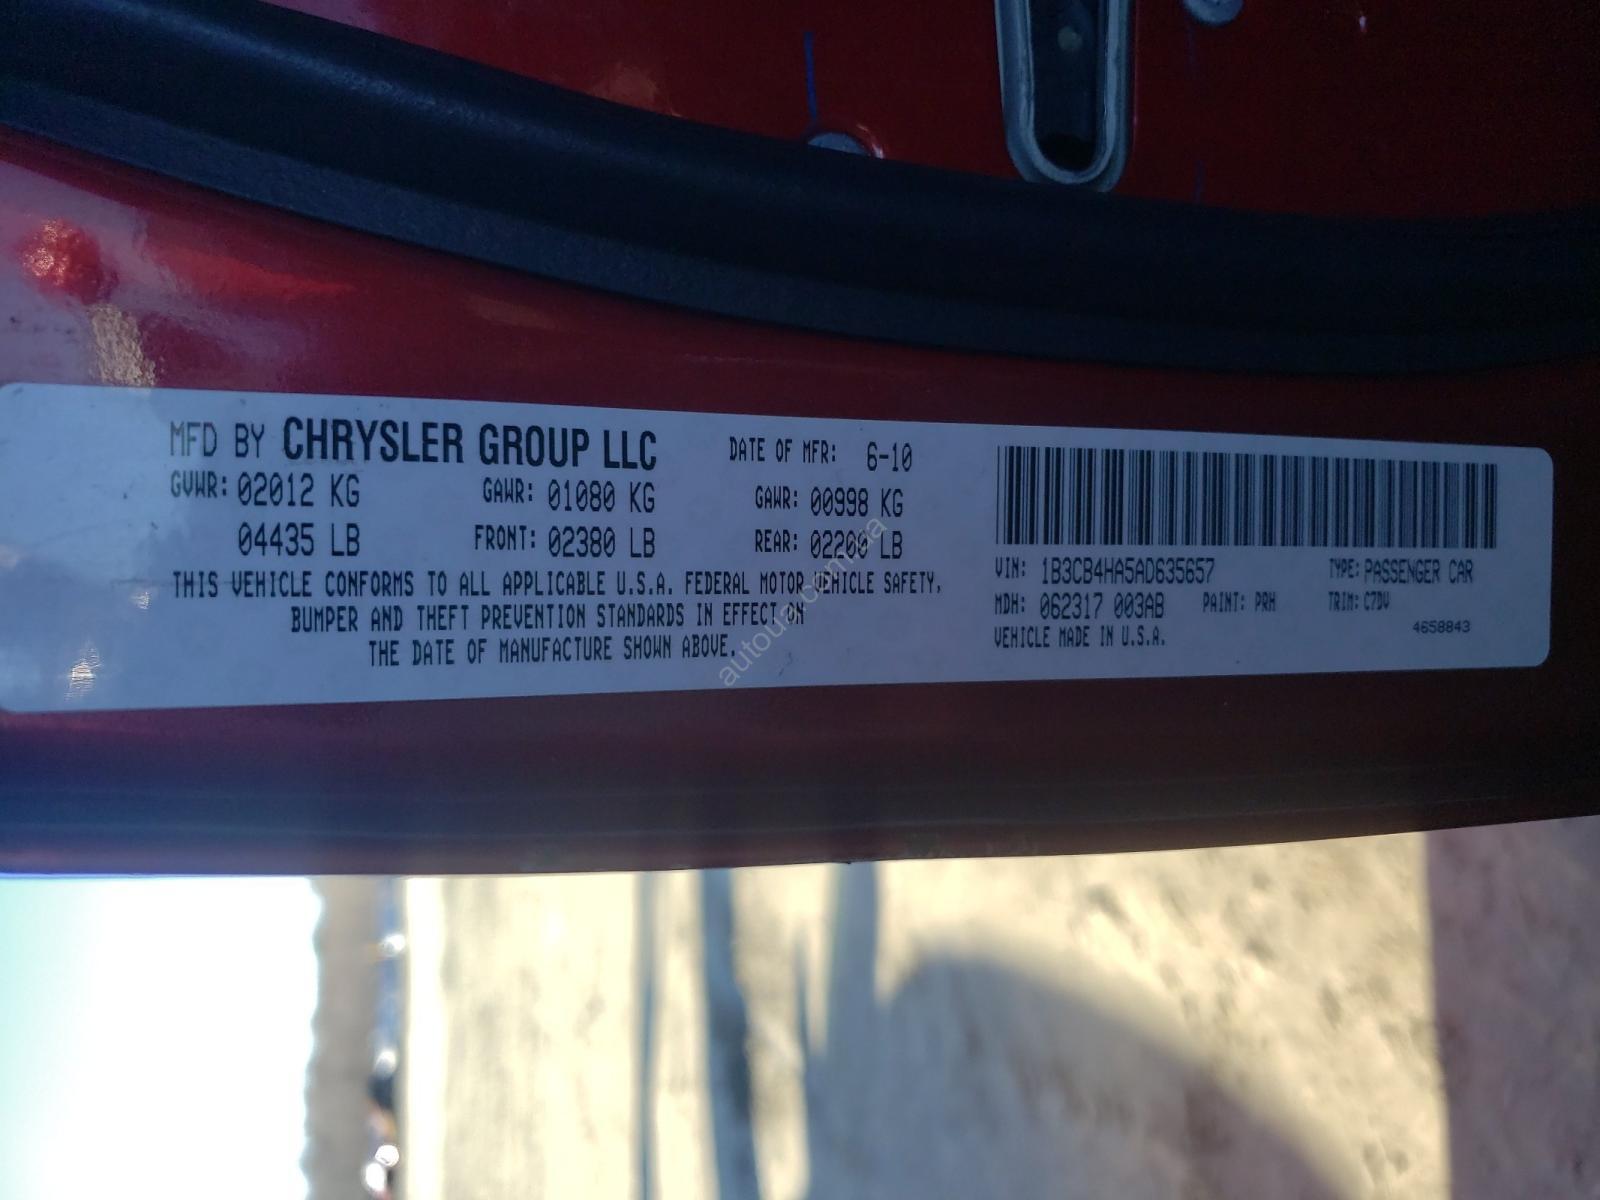 MFD BY CHRYSLER GROUP LLC DATE OF MFR: 6-10
GVWR: 02012 KG GAWR: 01080 KG GAWR: 00998 KG
04435 LB FRONT: 02380 LB REAR: 02200 LB
THIS VEHICLE CONFORMS TO ALL APPLICABLE U.S.A. FEDERAL MOTOR VEHICLE SAFETY,
BUMPER AND THEFT PREVENTION STANDARDS IN EFFECT ON
THE DATE OF MANUFACTURE SHOWN ABOVE.
VIN: 1B3CB4HA5AD635657 TYPE: PASSENGER CAR
MDH: 062317 003AB PAINT: PRH TRIM: C7DV
VEHICLE MADE IN U.S.A. 4658843
autoua.com.ua